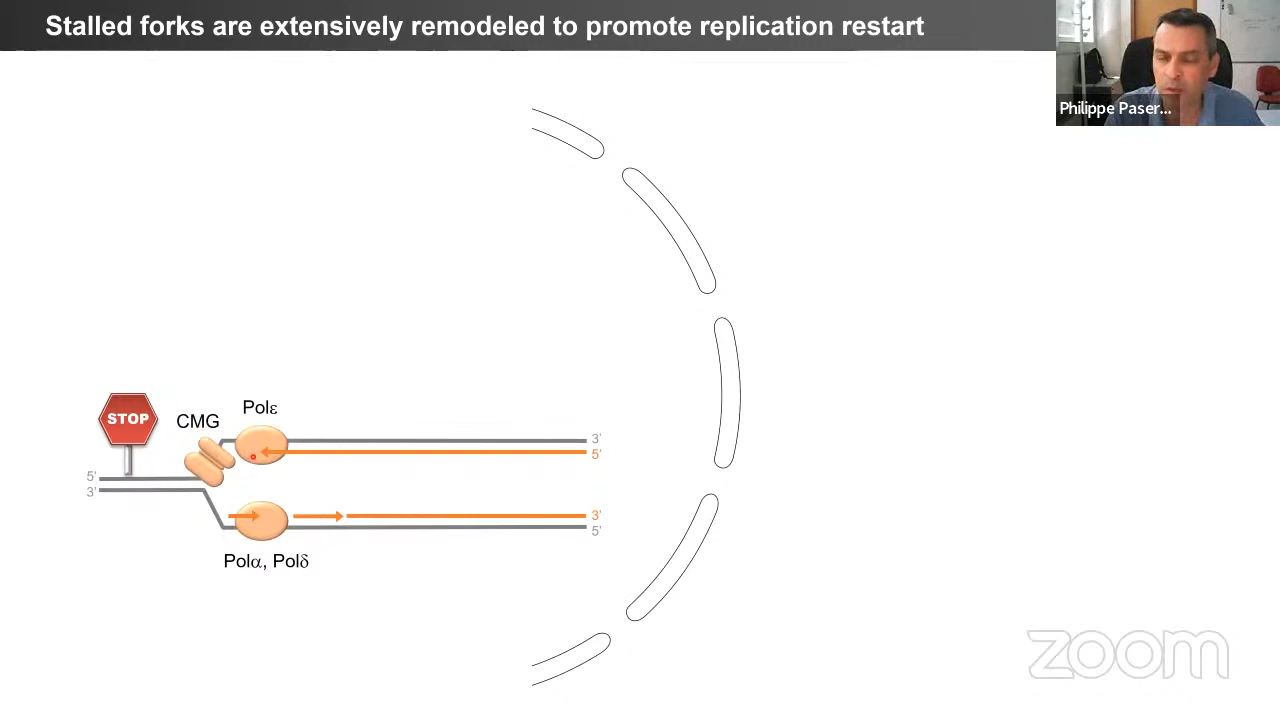 Stalled forks are extensively remodeled to promote replication restart
Philippe Paser...
STOP
CMG
Polε
3'
5'
5'
3'
3'
5'
Polα, Polδ
zoom